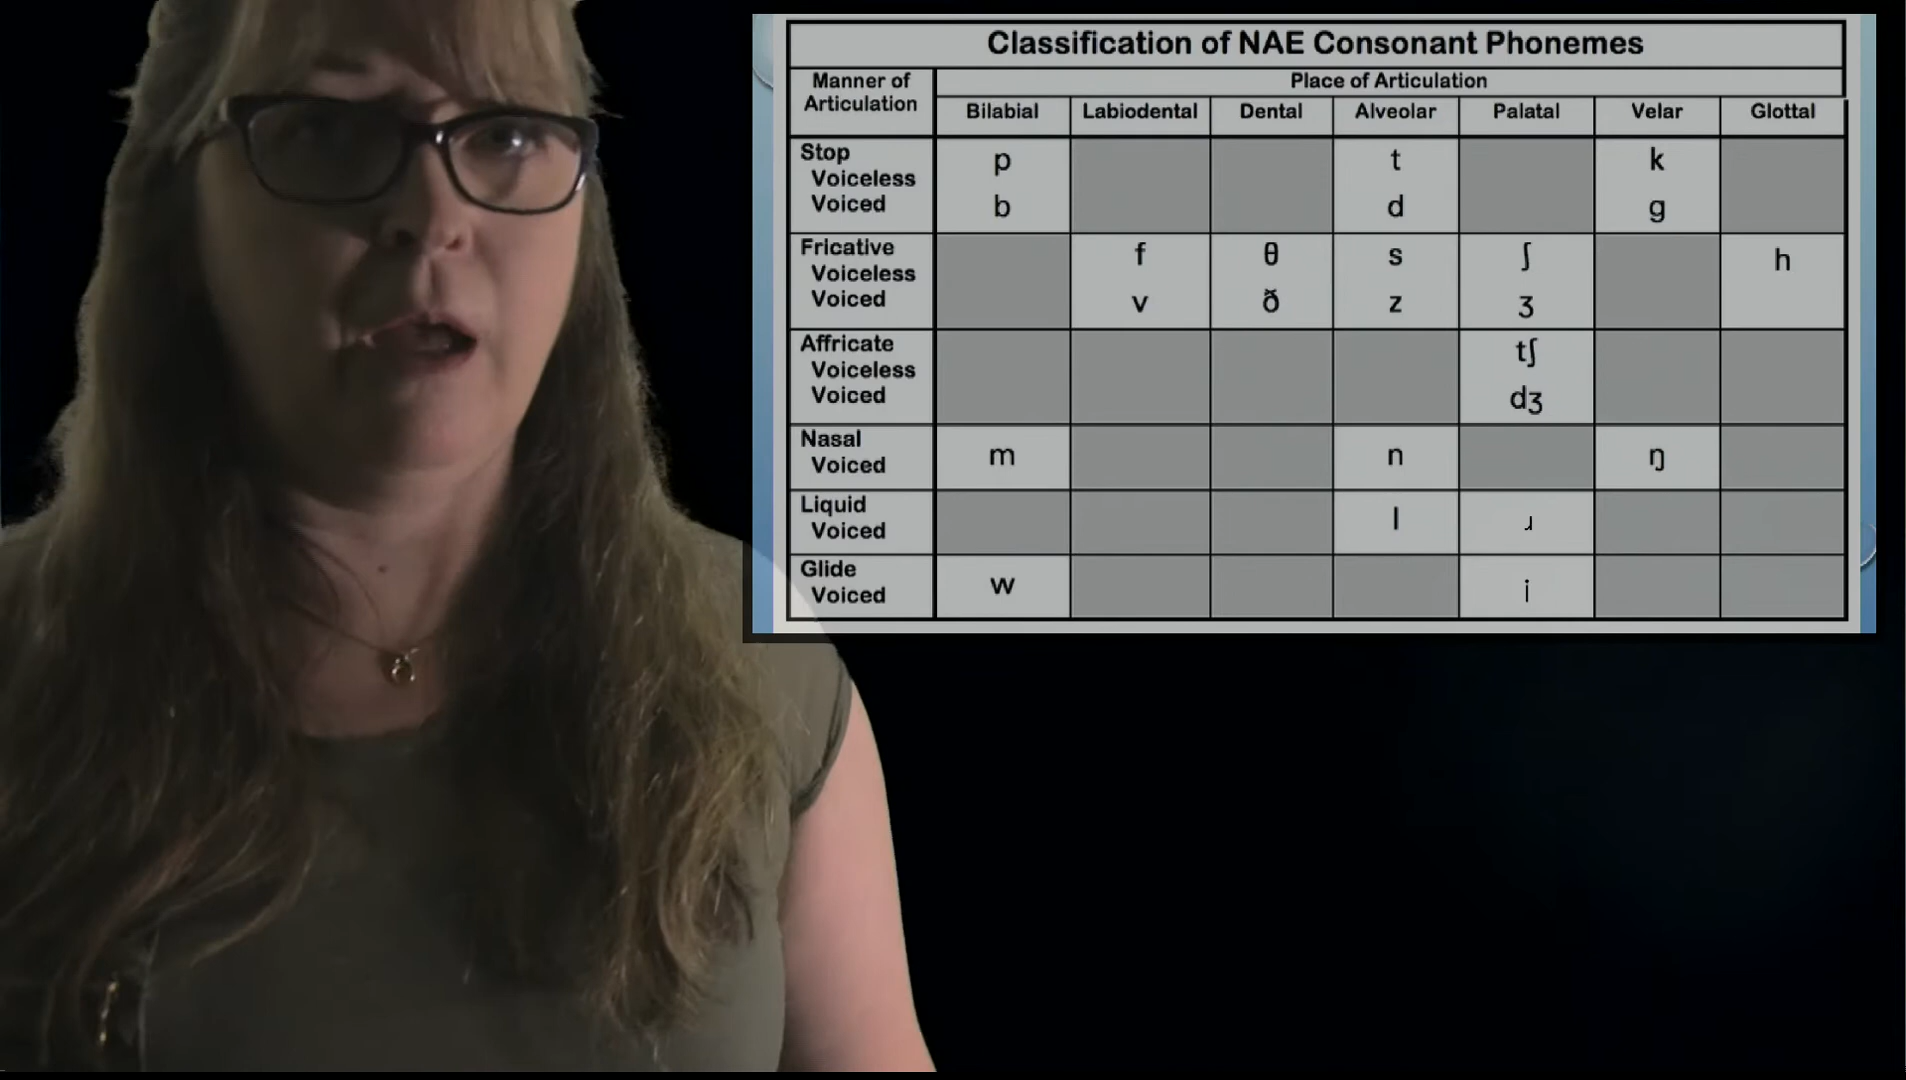 Classification of NAE Consonant Phonemes
Manner of Articulation Place of Articulation
Bilabial Labiodental Dental Alveolar Palatal Velar Glottal
Stop
Voiceless p t k
Voiced b d g
Fricative
Voiceless f θ s ʃ h
Voiced v ð z ʒ
Affricate
Voiceless tʃ
Voiced dʒ
Nasal
Voiced m n ŋ
Liquid
Voiced l ɹ
Glide
Voiced w j